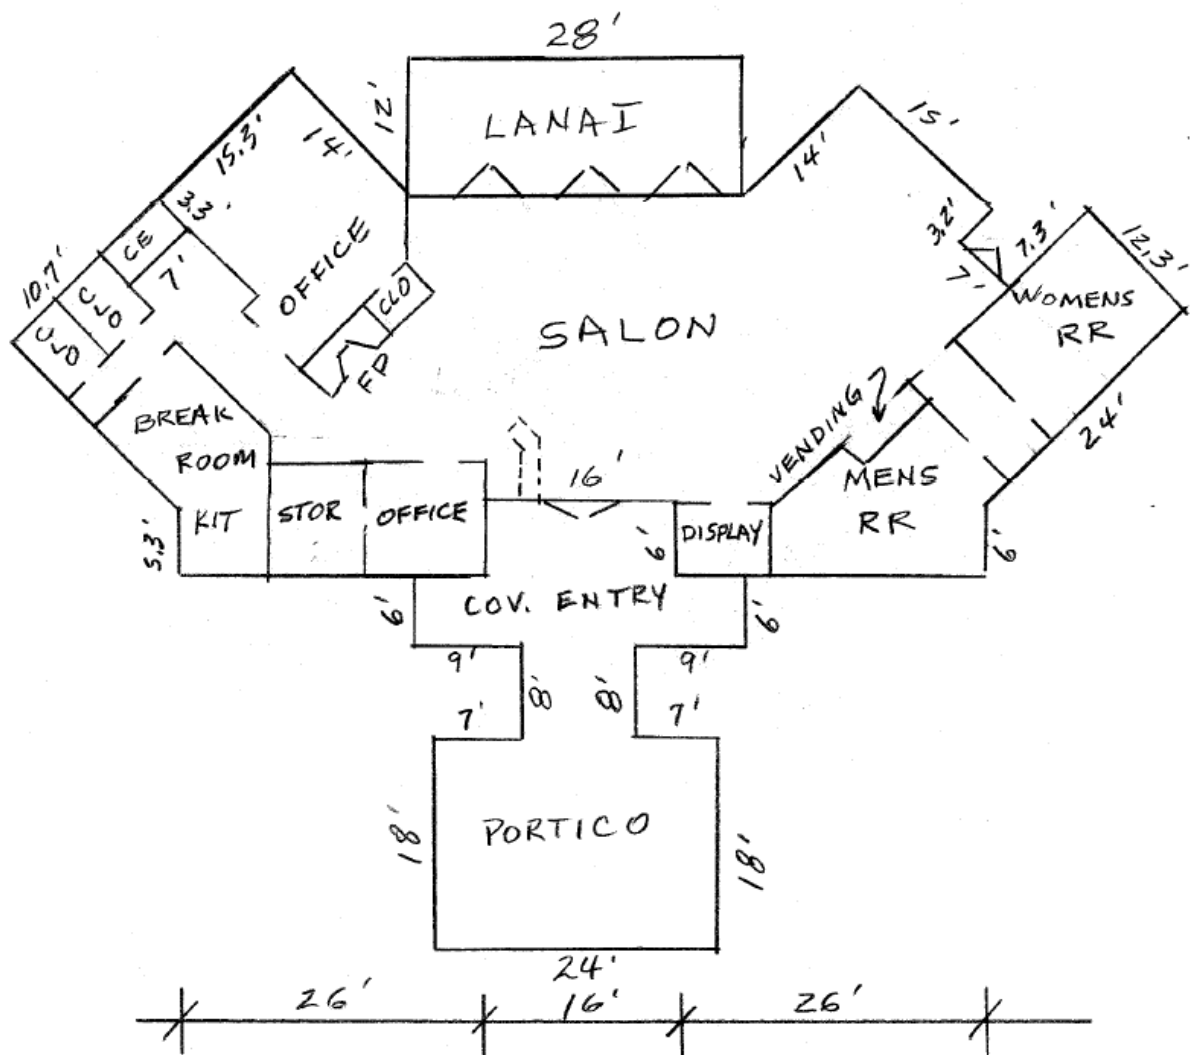 28'
12'
LANAI
15.3'
14'
14'
15'
3.3'
CE
7'
10.7'
CLO
CLO
OFFICE
CLO
FP
SALON
3.2'
7.3'
7'
12.3'
WOMENS
RR
24'
BREAK
ROOM
KIT
5.3'
STOR
OFFICE
16'
6'
VENDING
DISPLAY
MENS
RR
6'
COV. ENTRY
6'
6'
9'
9'
8'
8'
7'
7'
18'
PORTICO
18'
24'
26'
16'
26'